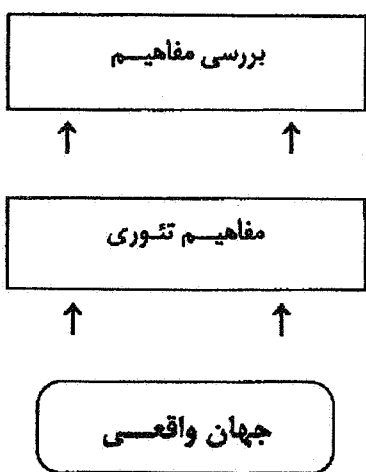 بررسی مفاهیم
مفاهیم تئوری
جهان واقعی